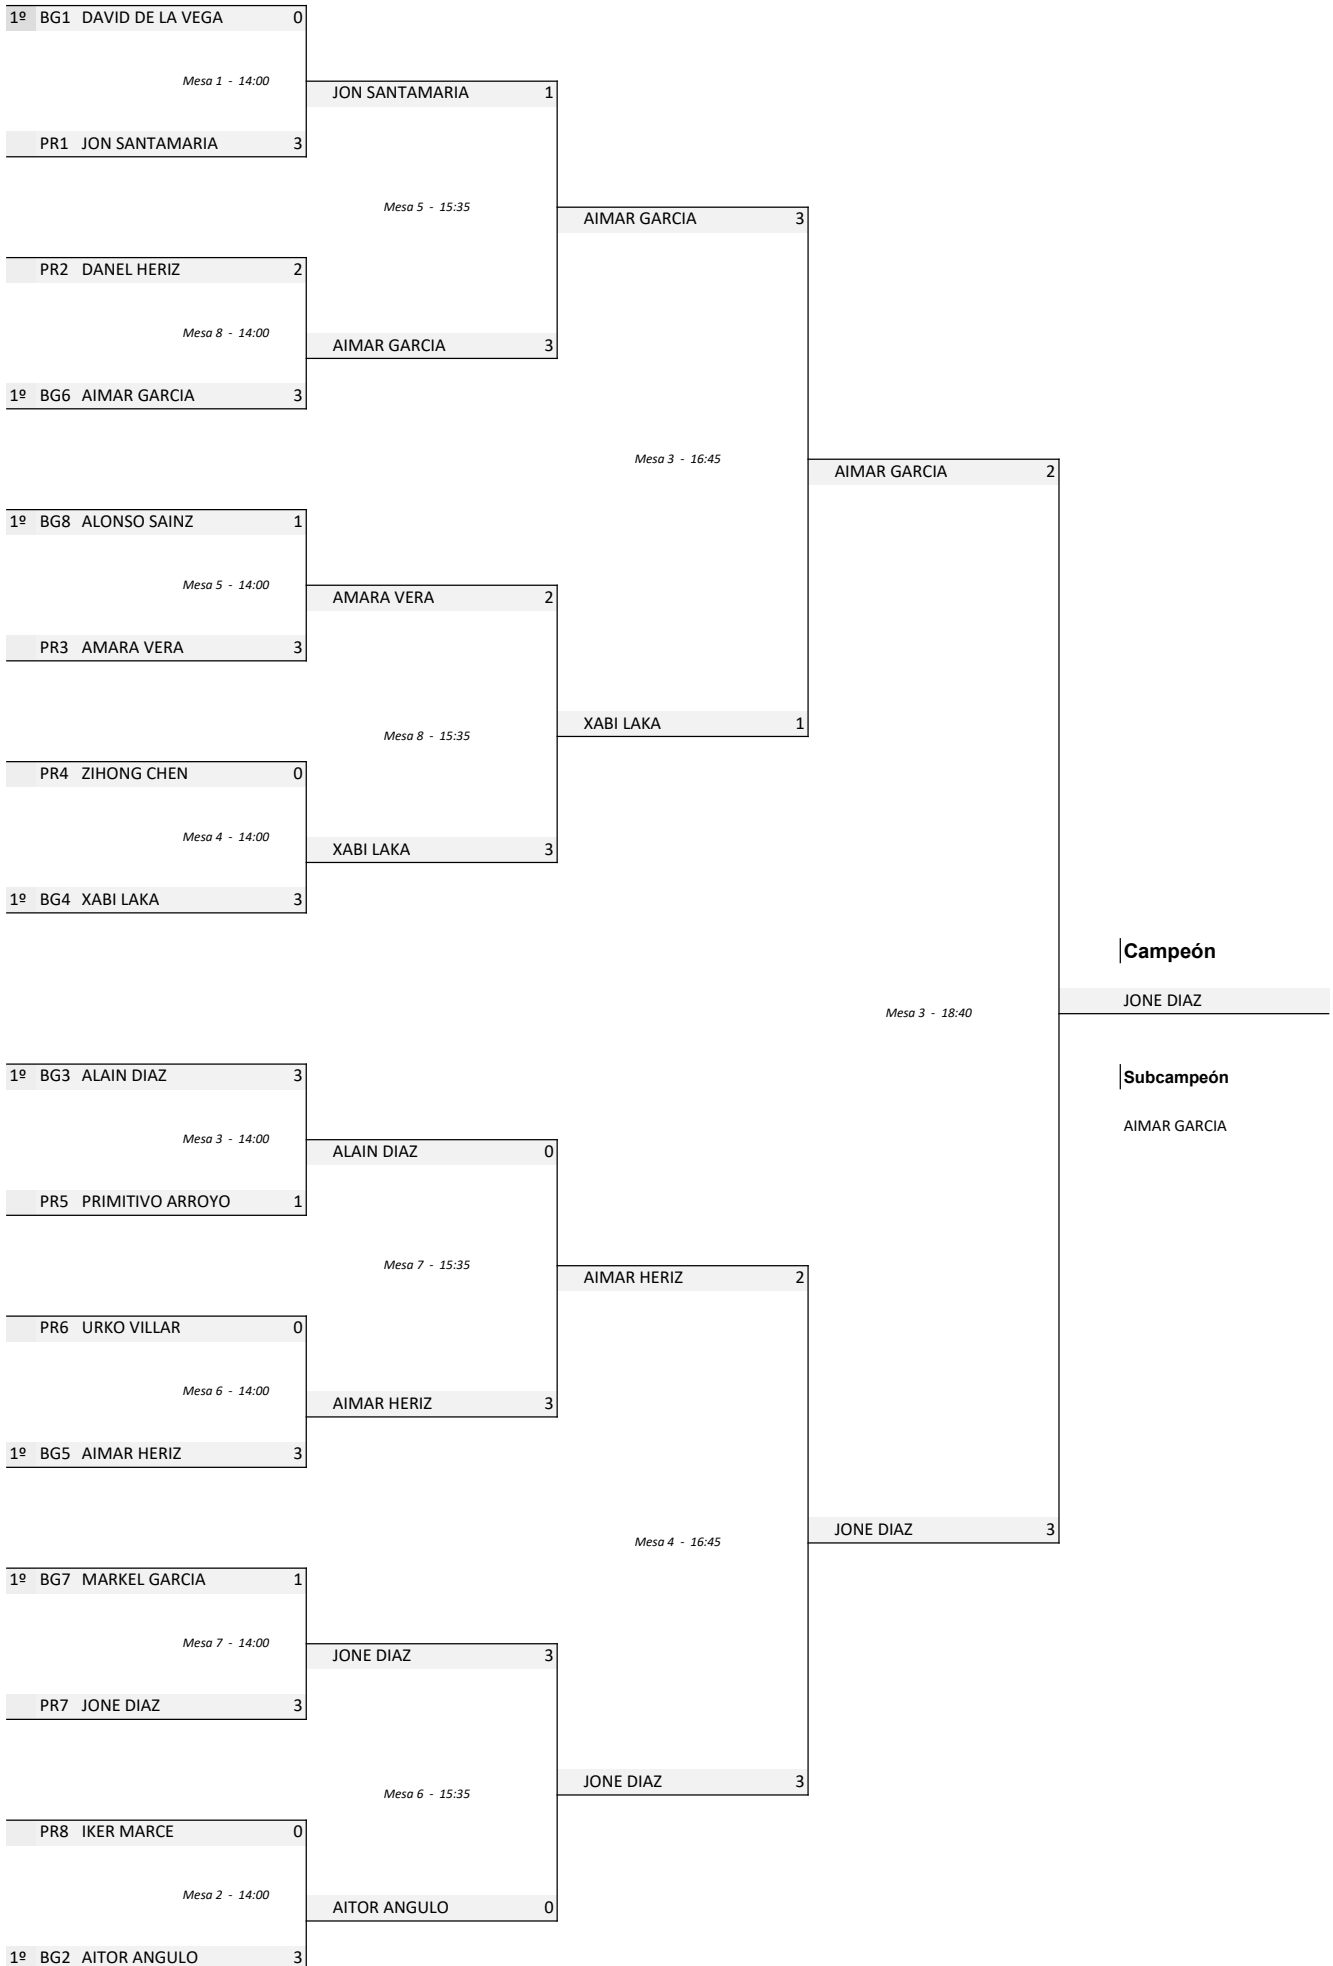 1º BG1 DAVID DE LA VEGA 0
Mesa 1 - 14:00
JON SANTAMARIA 1
PR1 JON SANTAMARIA 3
Mesa 5 - 15:35
AIMAR GARCIA 3
PR2 DANEL HERIZ 2
Mesa 8 - 14:00
AIMAR GARCIA 3
1º BG6 AIMAR GARCIA 3
Mesa 3 - 16:45
AIMAR GARCIA 2
1º BG8 ALONSO SAINZ 1
Mesa 5 - 14:00
AMARA VERA 2
PR3 AMARA VERA 3
XABI LAKA 1
Mesa 8 - 15:35
PR4 ZIHONG CHEN 0
Mesa 4 - 14:00
XABI LAKA 3
1º BG4 XABI LAKA 3
Campeón
JONE DIAZ
Mesa 3 - 18:40
1º BG3 ALAIN DIAZ 3
Subcampeón
AIMAR GARCIA
Mesa 3 - 14:00
ALAIN DIAZ 0
PR5 PRIMITIVO ARROYO 1
Mesa 7 - 15:35
AIMAR HERIZ 2
PR6 URKO VILLAR 0
Mesa 6 - 14:00
AIMAR HERIZ 3
1º BG5 AIMAR HERIZ 3
JONE DIAZ 3
Mesa 4 - 16:45
1º BG7 MARKEL GARCIA 1
Mesa 7 - 14:00
JONE DIAZ 3
PR7 JONE DIAZ 3
JONE DIAZ 3
Mesa 6 - 15:35
PR8 IKER MARCE 0
Mesa 2 - 14:00
AITOR ANGULO 0
1º BG2 AITOR ANGULO 3